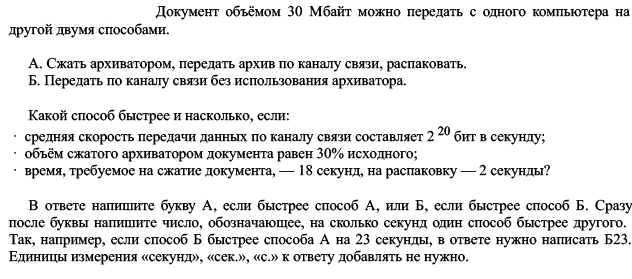 Документ объёмом 30 Мбайт можно передать с одного компьютера на
другой двумя способами.
А. Сжать архиватором, передать архив по каналу связи, распаковать.
Б. Передать по каналу связи без использования архиватора.
Какой способ быстрее и насколько, если:
· средняя скорость передачи данных по каналу связи составляет 2 20 бит в секунду;
· объём сжатого архиватором документа равен 30% исходного;
· время, требуемое на сжатие документа, — 18 секунд, на распаковку — 2 секунды?
В ответе напишите букву А, если быстрее способ А, или Б, если быстрее способ Б. Сразу
после буквы напишите число, обозначающее, на сколько секунд один способ быстрее другого.
Так, например, если способ Б быстрее способа А на 23 секунды, в ответе нужно написать Б23.
Единицы измерения «секунд», «сек.», «с.» к ответу добавлять не нужно.